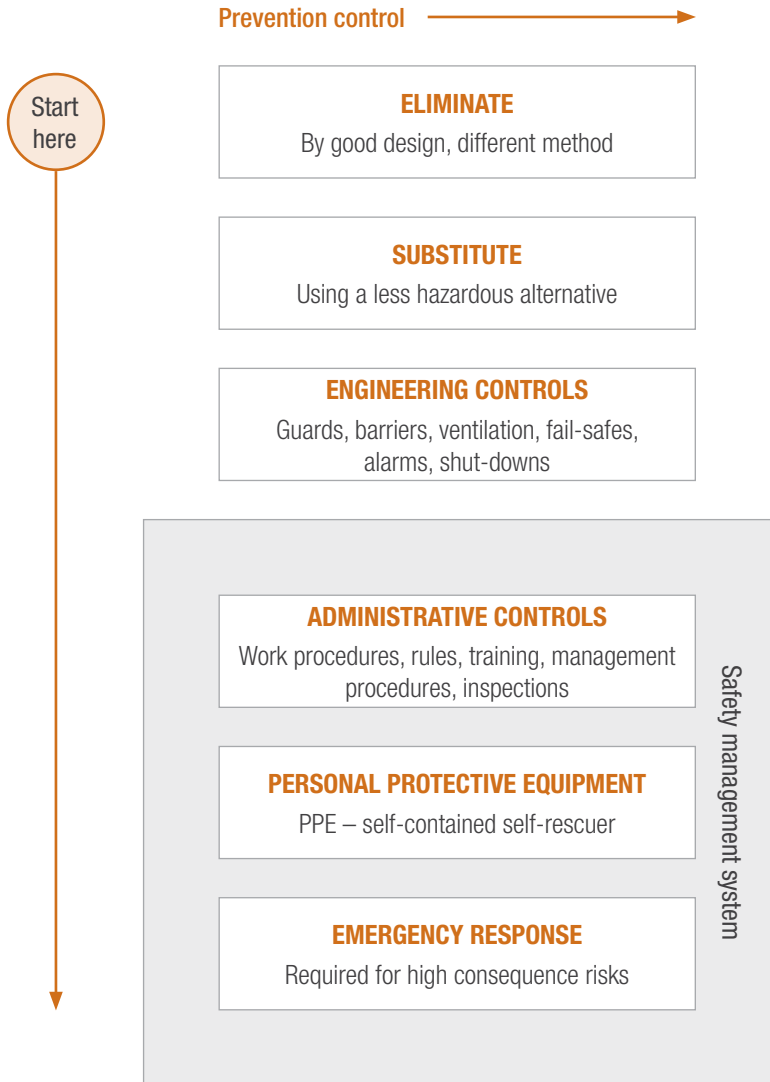 Prevention control
Start
here
ELIMINATE
By good design, different method
SUBSTITUTE
Using a less hazardous alternative
ENGINEERING CONTROLS
Guards, barriers, ventilation, fail-safes,
alarms, shut-downs
ADMINISTRATIVE CONTROLS
Work procedures, rules, training, management
procedures, inspections
PERSONAL PROTECTIVE EQUIPMENT
PPE – self-contained self-rescuer
EMERGENCY RESPONSE
Required for high consequence risks
Safety management system